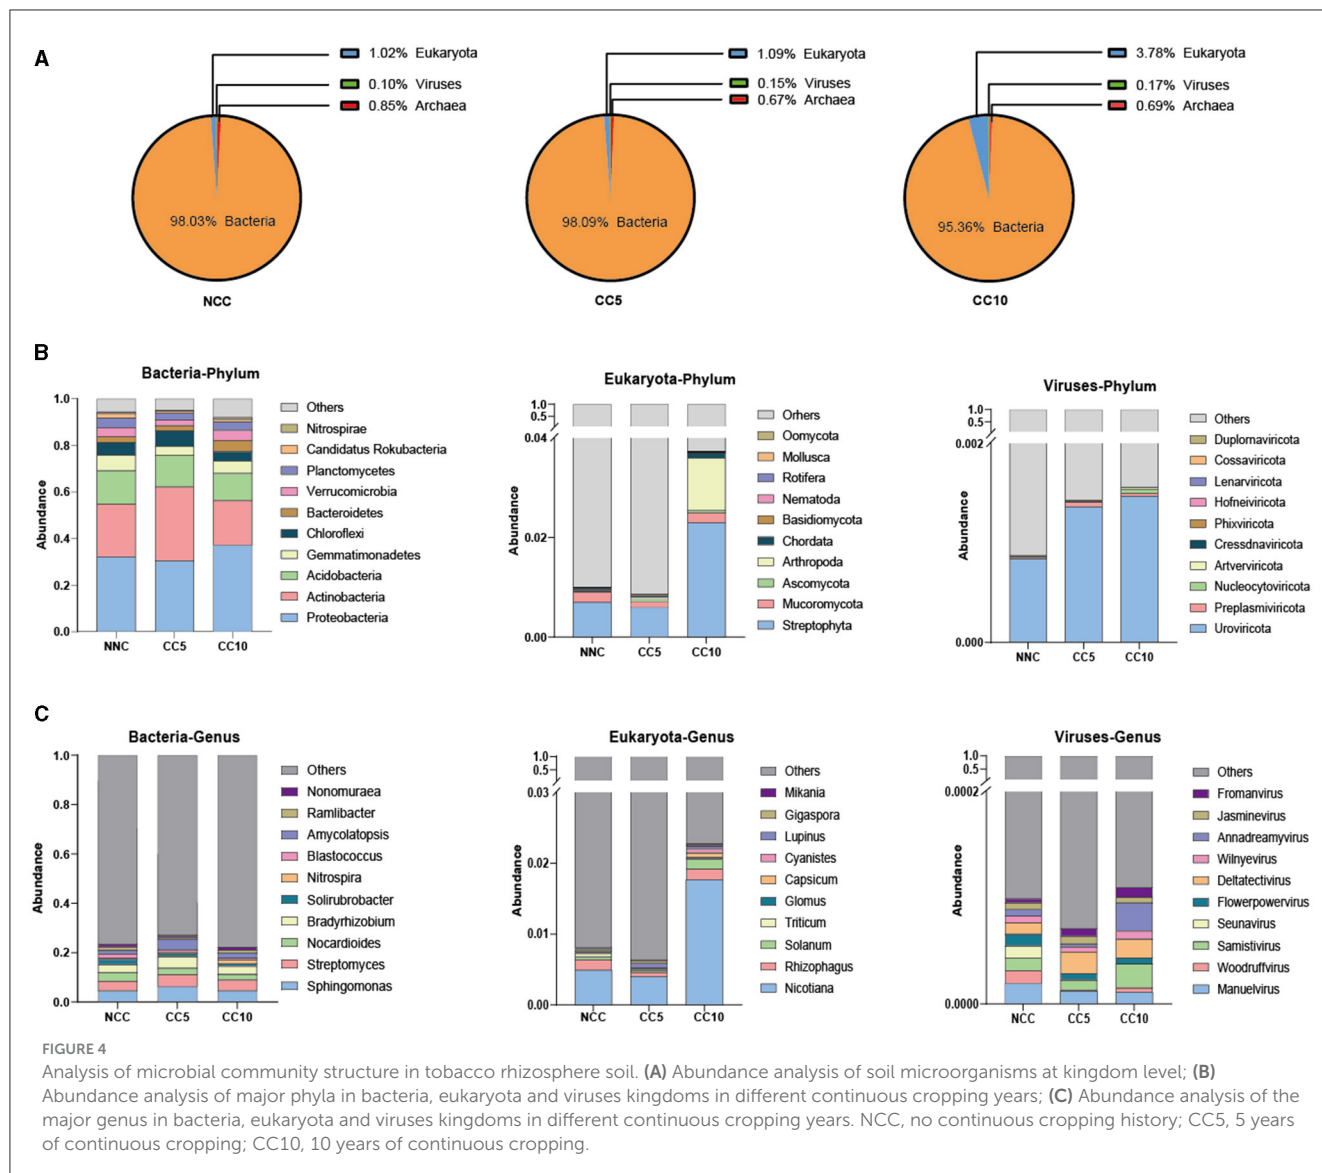 A
1.02% Eukaryota
0.10% Viruses
0.85% Archaea
98.03% Bacteria
NCC
1.09% Eukaryota
0.15% Viruses
0.67% Archaea
98.09% Bacteria
CC5
3.78% Eukaryota
0.17% Viruses
0.69% Archaea
95.36% Bacteria
CC10
B
Bacteria-Phylum
Abundance
1.0
0.8
0.6
0.4
0.2
0.0
NNC CC5 CC10
Others
Nitrospirae
Candidatus Rokubacteria
Planctomycetes
Verrucomicrobia
Bacteroidetes
Chloroflexi
Gemmatimonadetes
Acidobacteria
Actinobacteria
Proteobacteria
Eukaryota-Phylum
Abundance
1.0
0.5
0.04
0.02
0.00
NNC CC5 CC10
Orhers
Oomycota
Mollusca
Rotifera
Nematoda
Basidiomycota
Chordata
Arthropoda
Ascomycota
Mucoromycota
Streptophyta
Viruses-Phylum
Abundance
1.0
0.5
0.002
0.000
NNC CC5 CC10
Others
Duplornaviricota
Cossaviricota
Lenarviricota
Hofneiviricota
Phixviricota
Cressdnaviricota
Artverviricota
Nucleocytoviricota
Preplasmiviricota
Uroviricota
C
Bacteria-Genus
Abundance
1.0
0.8
0.6
0.4
0.2
0.0
NCC CC5 CC10
Others
Nonomuraea
Ramlibacter
Amycolatopsis
Blastococcus
Nitrospira
Solirubrobacter
Bradyrhizobium
Nocardioides
Streptomyces
Sphingomonas
Eukaryota-Genus
Abundance
1.0
0.5
0.03
0.02
0.01
0.00
NCC CC5 CC10
Others
Mikania
Gigaspora
Lupinus
Cyanistes
Capsicum
Glomus
Triticum
Solanum
Rhizophagus
Nicotiana
Viruses-Genus
Abundance
1.0
0.5
0.0002
0.0000
NCC CC5 CC10
Others
Fromanvirus
Jasminevirus
Annadreamyvirus
Wilnyevirus
Deltatectivirus
Flowerpowervirus
Seunavirus
Samistivirus
Woodruffvirus
Manuelvirus
FIGURE 4
Analysis of microbial community structure in tobacco rhizosphere soil. (A) Abundance analysis of soil microorganisms at kingdom level; (B)
Abundance analysis of major phyla in bacteria, eukaryota and viruses kingdoms in different continuous cropping years; (C) Abundance analysis of the
major genus in bacteria, eukaryota and viruses kingdoms in different continuous cropping years. NCC, no continuous cropping history; CC5, 5 years
of continuous cropping; CC10, 10 years of continuous cropping.